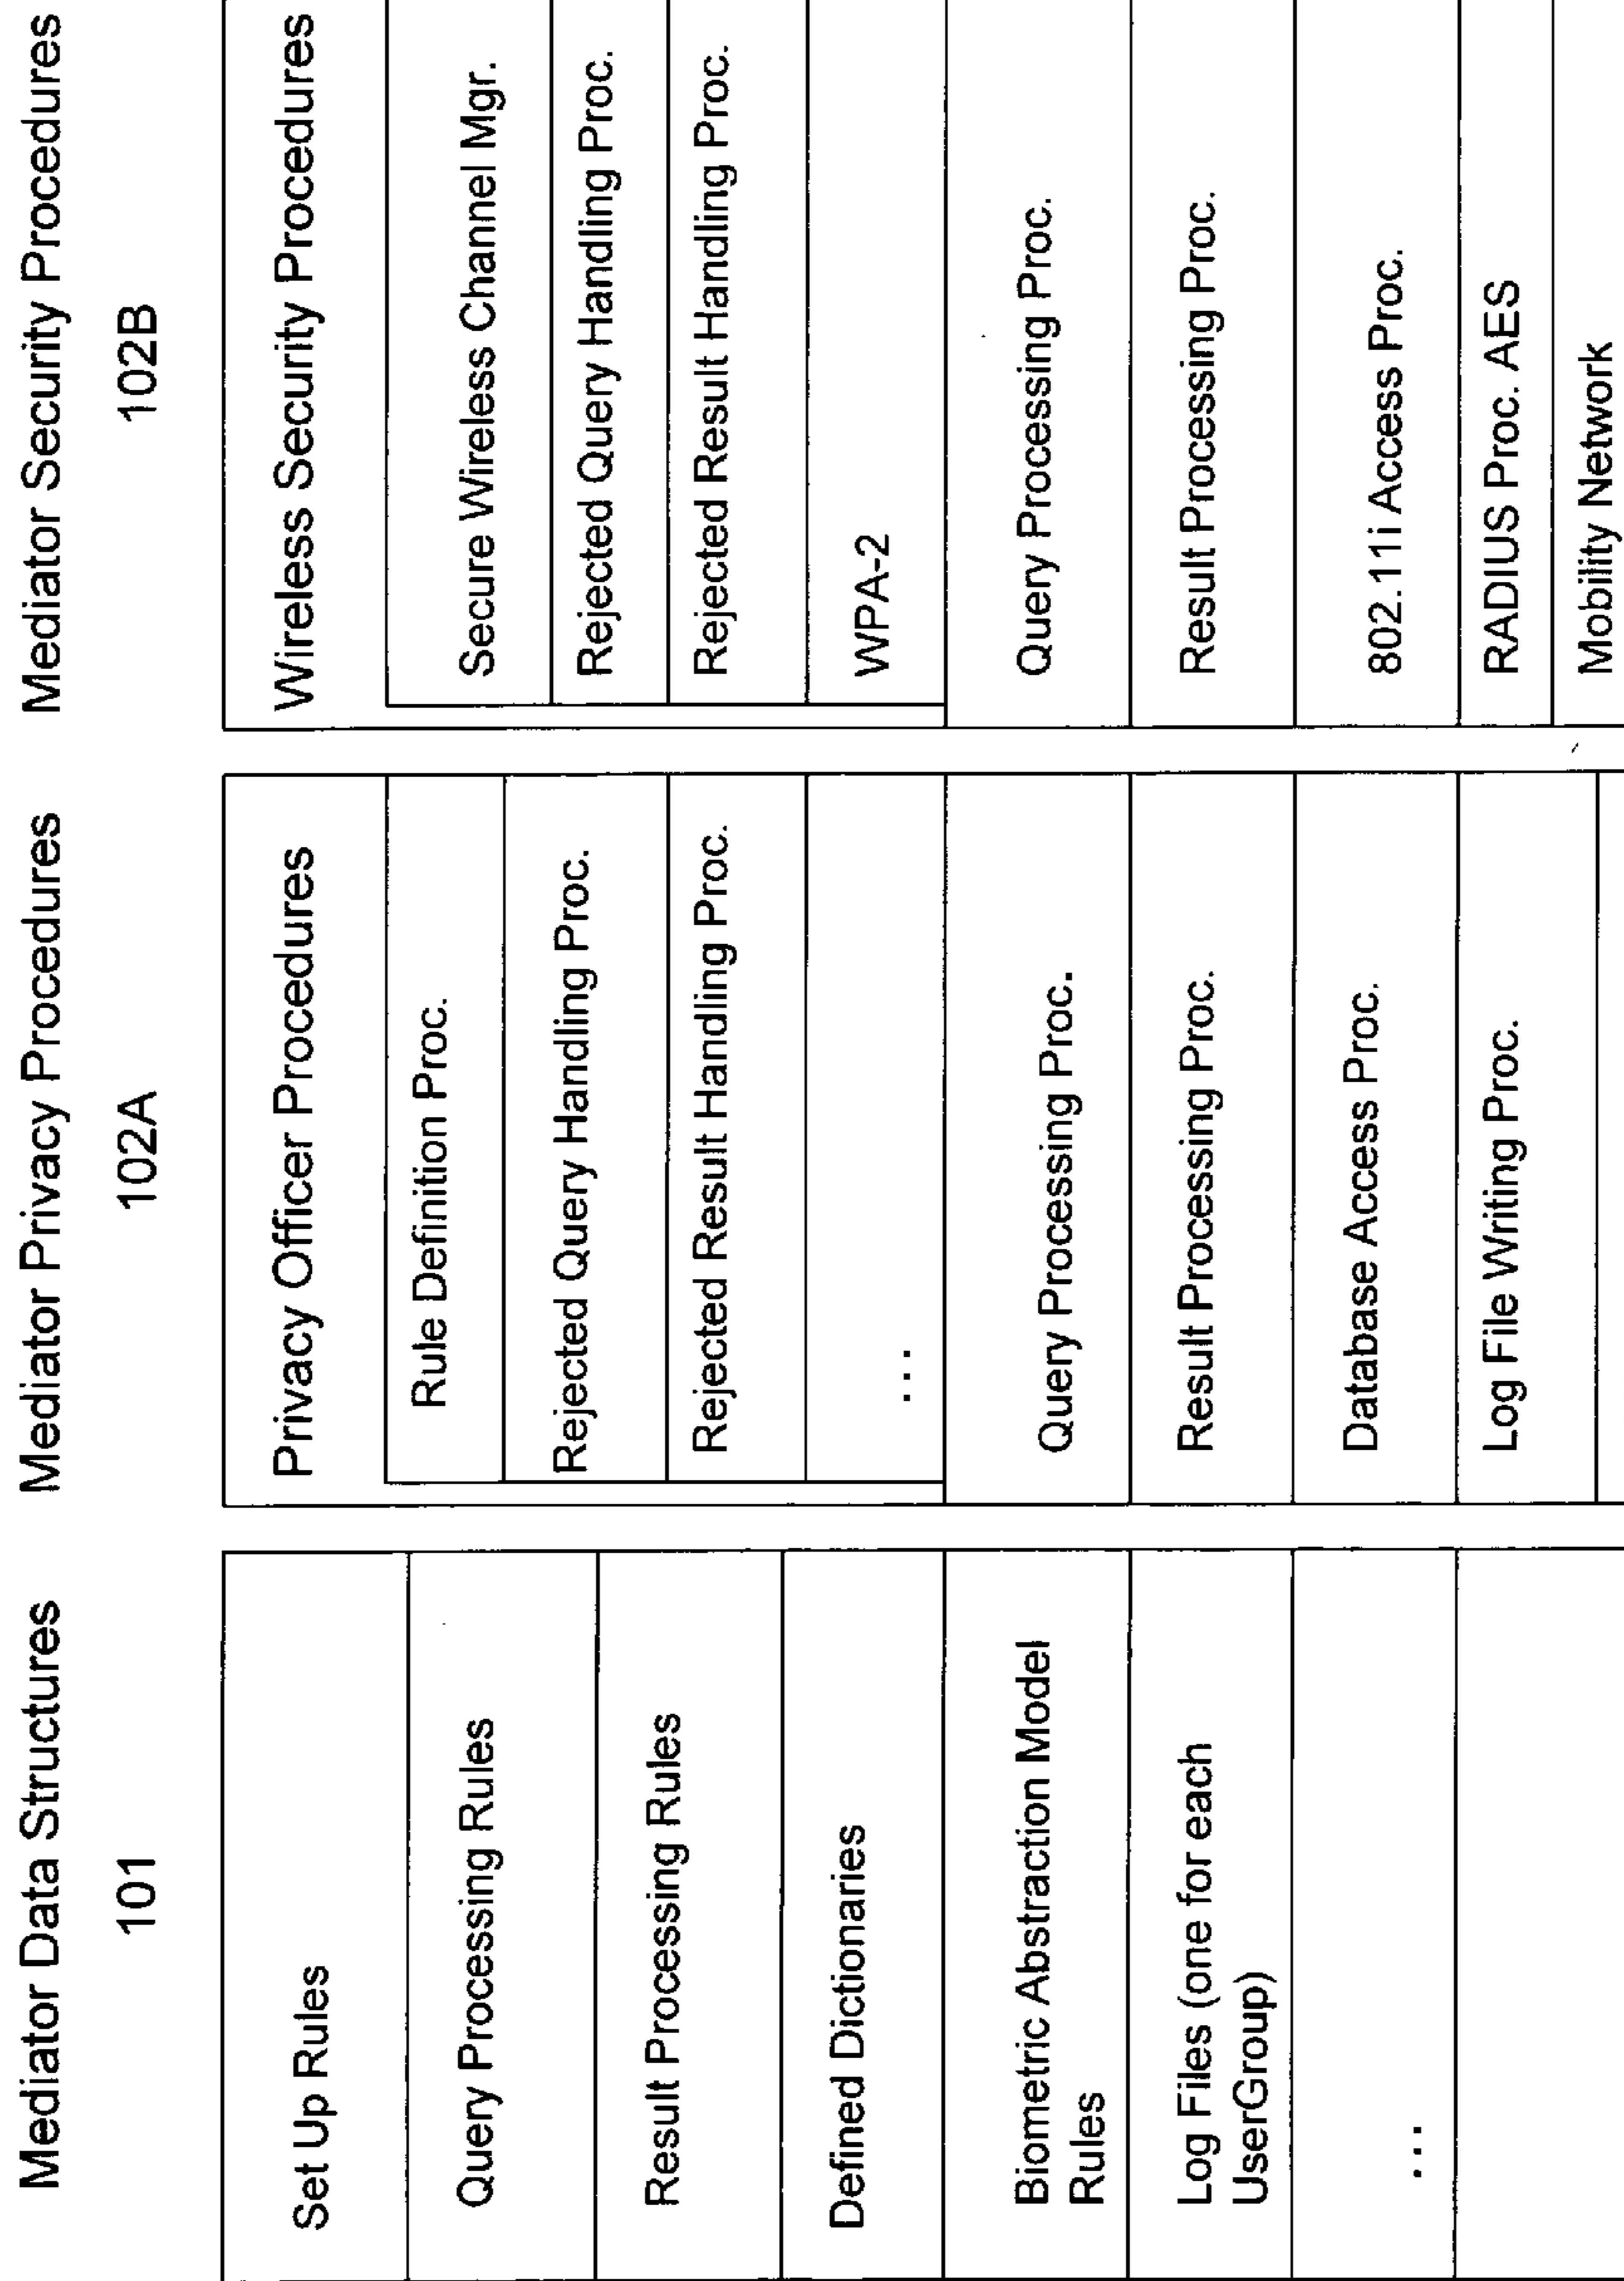 Mediator Data Structures
101
Set Up Rules
Query Processing Rules
Result Processing Rules
Defined Dictionaries
Biometric Abstraction Model
Rules
Log Files (one for each
UserGroup)
...
Mediator Privacy Procedures
102A
Privacy Officer Procedures
Rule Definition Proc.
Rejected Query Handling Proc.
Rejected Result Handling Proc.
...
Query Processing Proc.
Result Processing Proc.
Database Access Proc.
Log File Writing Proc.
Mediator Security Procedures
102B
Wireless Security Procedures
Secure Wireless Channel Mgr.
Rejected Query Handling Proc.
Rejected Result Handling Proc.
WPA-2
Query Processing Proc.
Result Processing Proc.
802.11i Access Proc.
RADIUS Proc. AES
Mobility Network